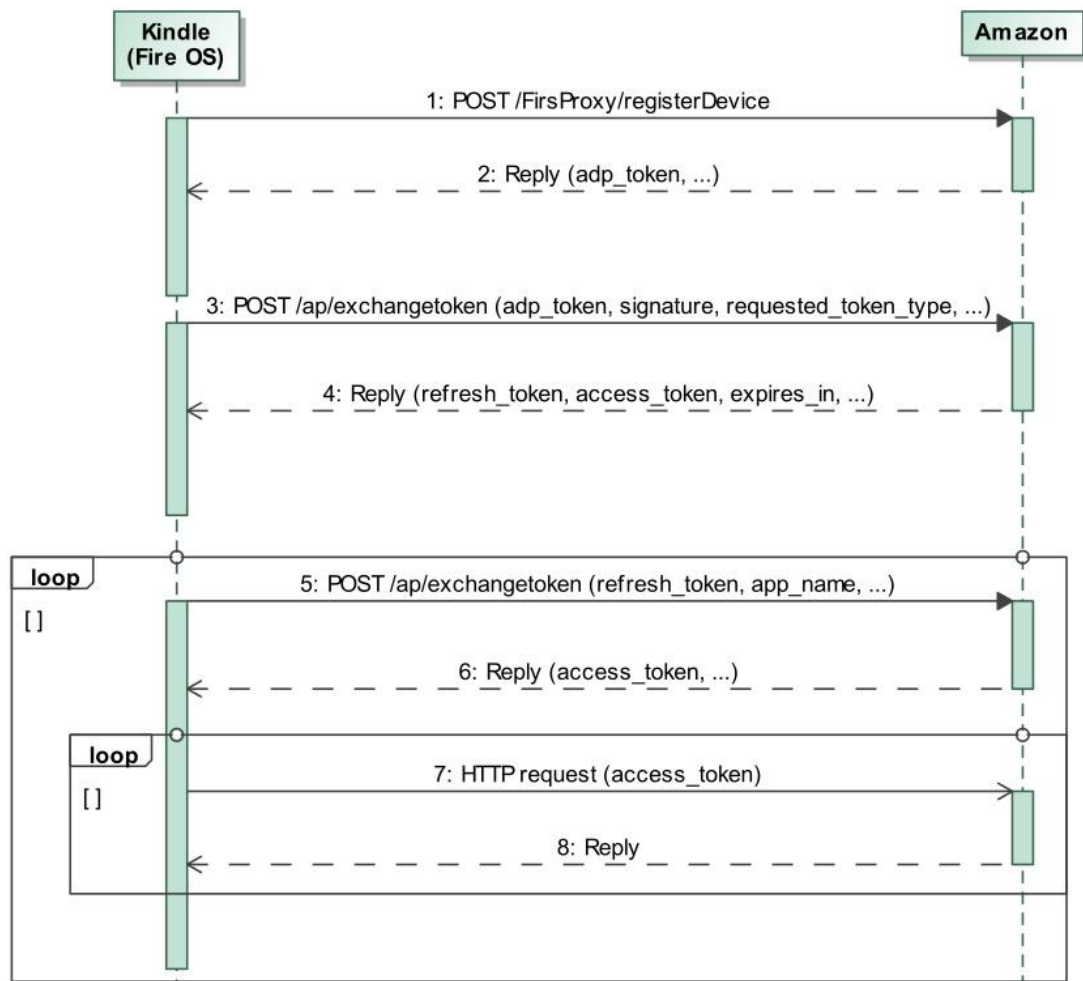 Kindle
(Fire OS)
Amazon
1: POST /FirsProxy/registerDevice
2: Reply (adp_token, ...)
3: POST /ap/exchangetoken (adp_token, signature, requested_token_type, ...)
4: Reply (refresh_token, access_token, expires_in, ...)
loop
5: POST /ap/exchangetoken (refresh_token, app_name, ...)
[ ]
6: Reply (access_token, ...)
loop
7: HTTP request (access_token)
[ ]
8: Reply